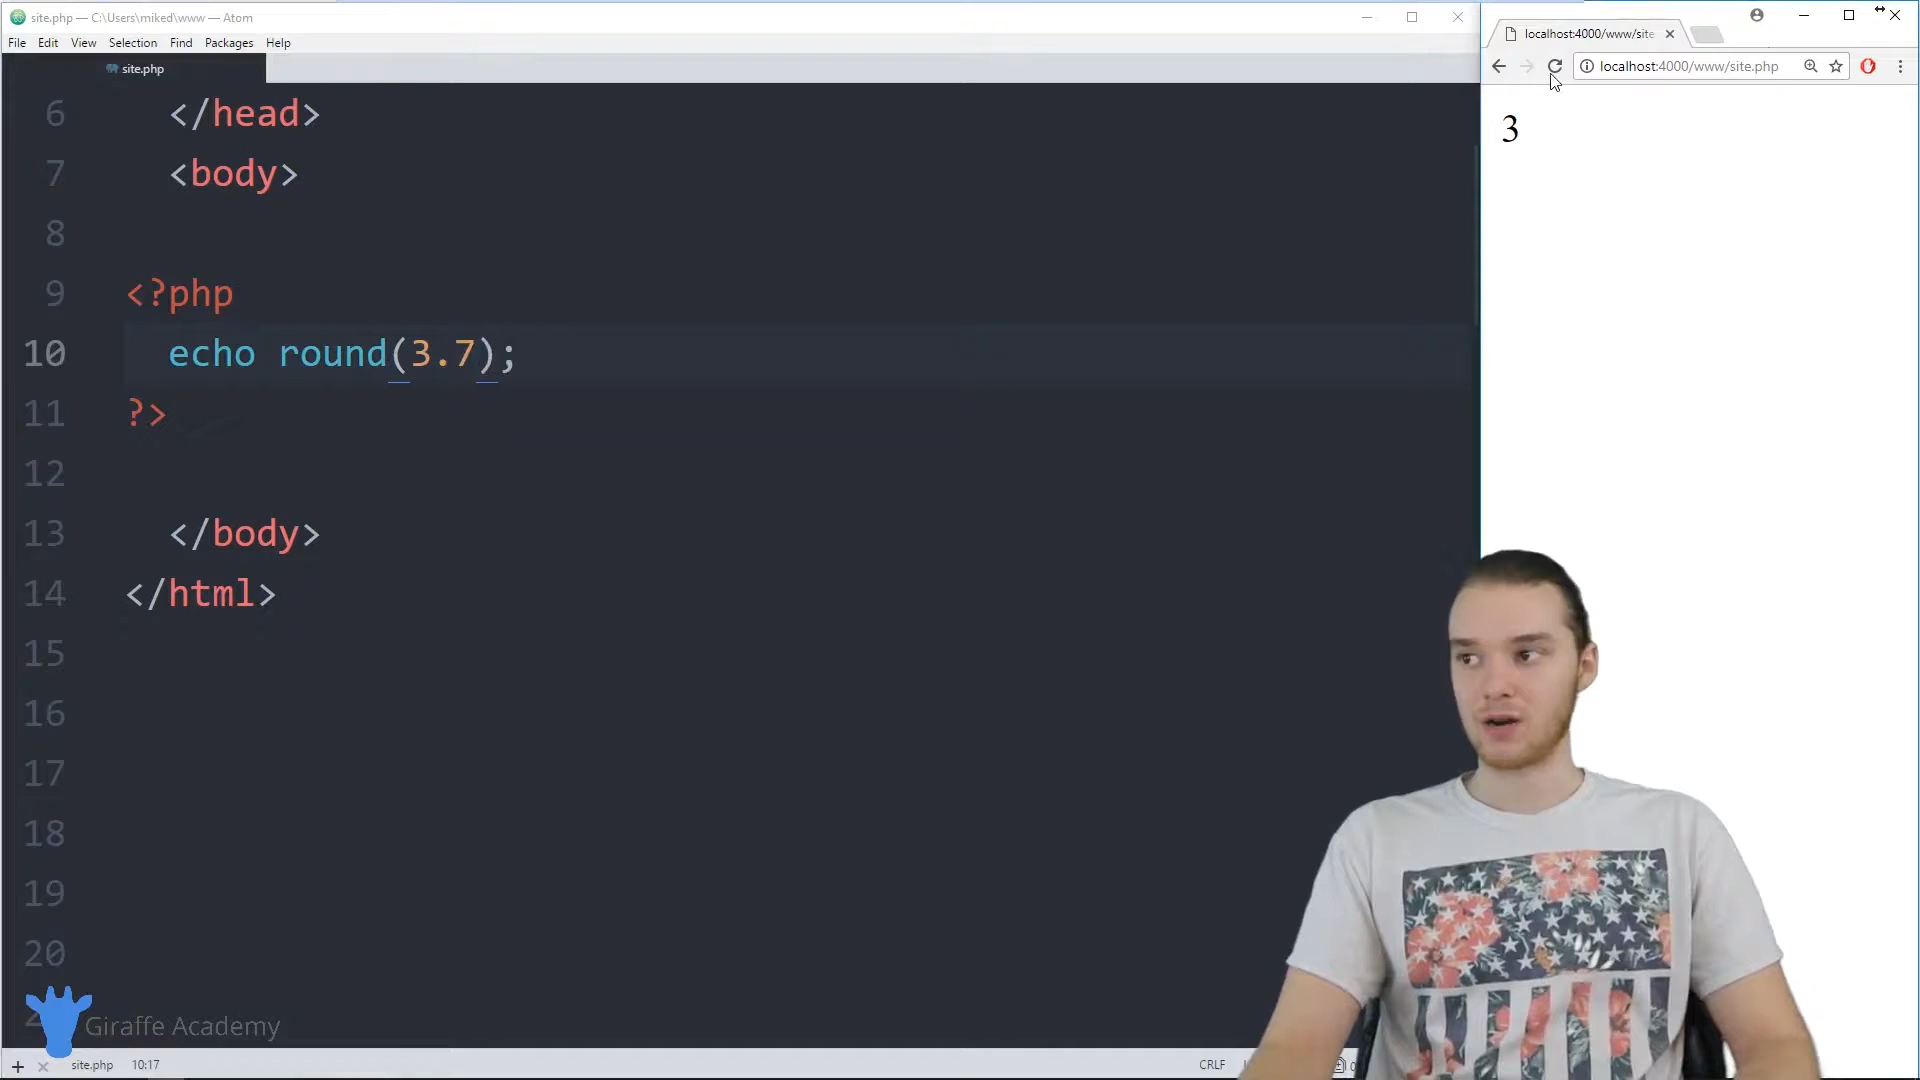 site.php — C:\Users\miked\www — Atom
File Edit View Selection Find Packages Help
site.php
6 </head>
7 <body>
8
9 <?php
10 echo round(3.7);
11 ?>
12
13 </body>
14 </html>
15
16
17
18
19
20
Giraffe Academy
+ × site.php 10:17
CRLF
localhost:4000/www/site
localhost:4000/www/site.php
3